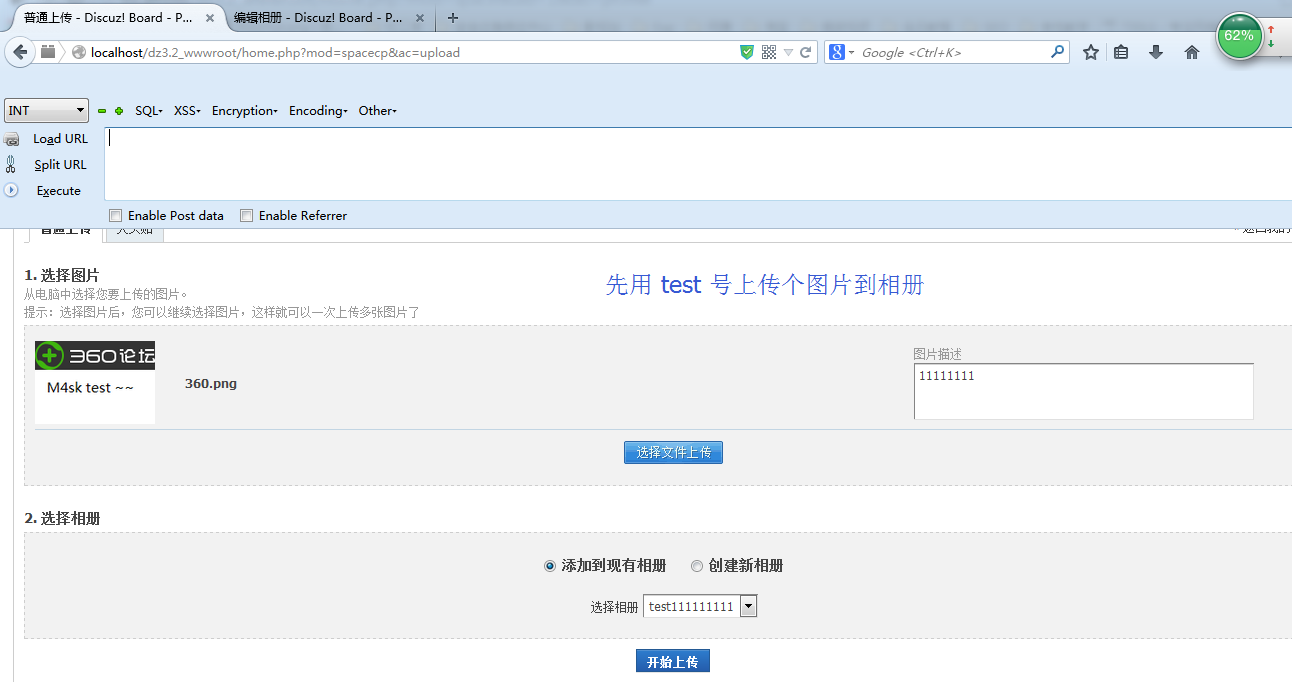 普通上传 - Discuz! Board - P...
编辑相册 - Discuz! Board - P...
localhost/dz3.2_wwwroot/home.php?mod=spacecp&ac=upload
Google <Ctrl+K>
62%
INT
SQL
XSS
Encryption
Encoding
Other
Load URL
Split URL
Execute
Enable Post data
Enable Referrer
普通上传
大头贴
1. 选择图片
从电脑中选择您要上传的图片。
提示：选择图片后，您可以继续选择图片，这样就可以一次上传多张图片了
先用 test 号上传个图片到相册
360论坛
M4sk test ~~
360.png
图片描述
11111111
选择文件上传
2. 选择相册
添加到现有相册
创建新相册
选择相册
test111111111
开始上传